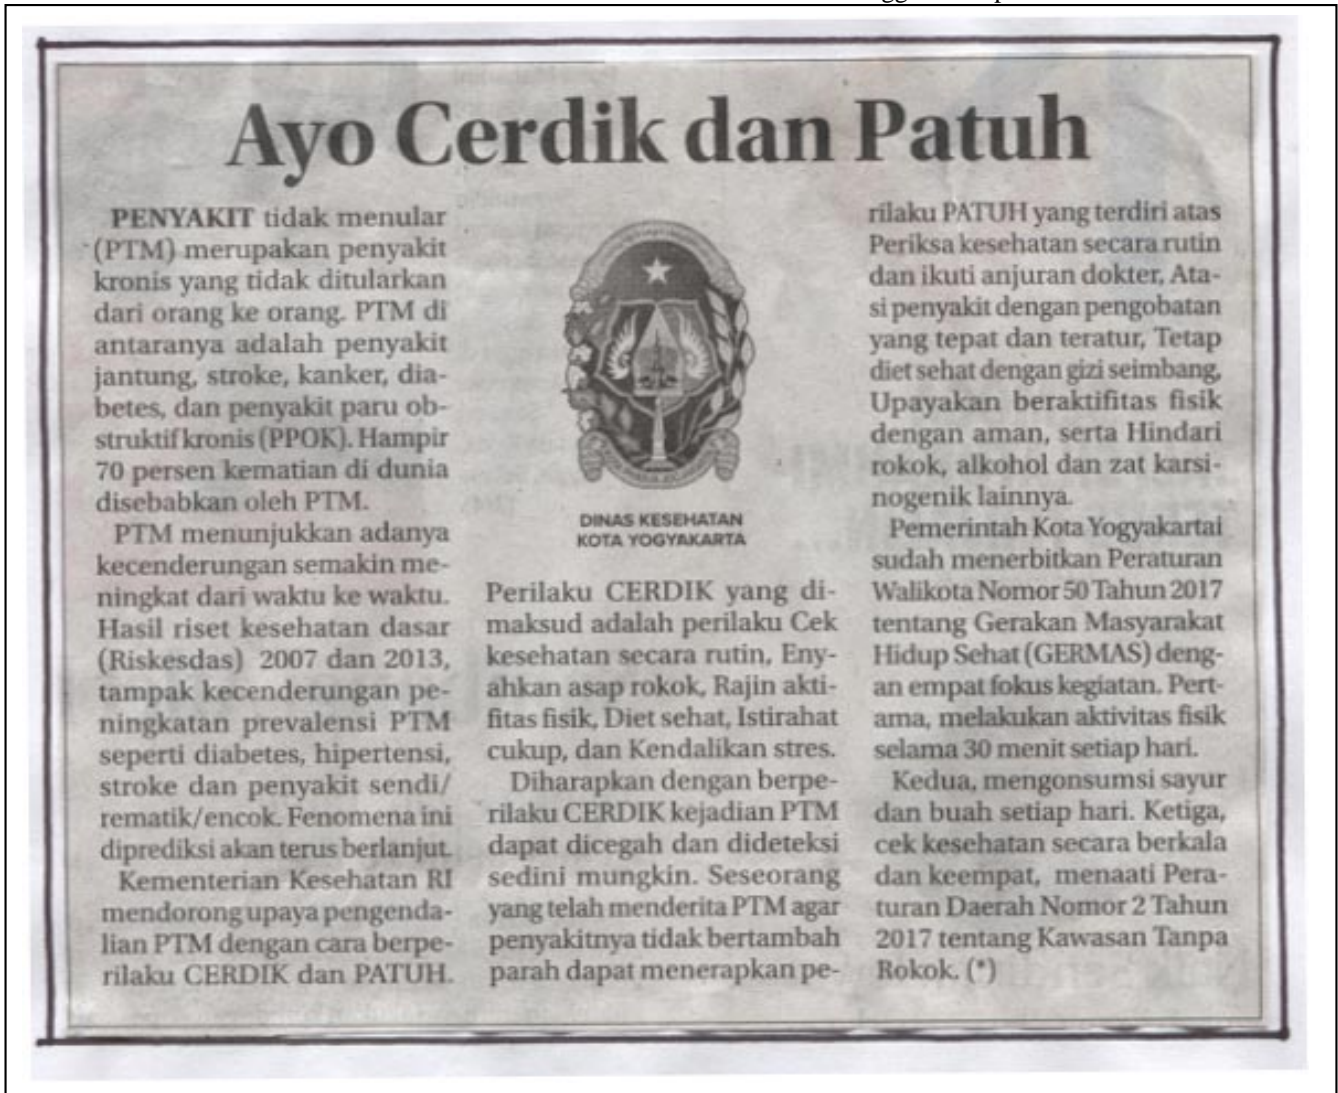 Ayo Cerdik dan Patuh
PENYAKIT tidak menular
(PTM) merupakan penyakit
kronis yang tidak ditularkan
dari orang ke orang. PTM di
antaranya adalah penyakit
jantung, stroke, kanker, dia-
betes, dan penyakit paru ob-
struktif kronis (PPOK). Hampir
70 persen kematian di dunia
disebabkan oleh PTM.
PTM menunjukkan adanya
kecenderungan semakin me-
ningkat dari waktu ke waktu.
Hasil riset kesehatan dasar
(Riskesdas) 2007 dan 2013,
tampak kecenderungan pe-
ningkatan prevalensi PTM
seperti diabetes, hipertensi,
stroke dan penyakit sendi/
rematik/encok. Fenomena ini
diprediksi akan terus berlanjut.
Kementerian Kesehatan RI
mendorong upaya pengenda-
lian PTM dengan cara berpe-
rilaku CERDIK dan PATUH.
DINAS KESEHATAN
KOTA YOGYAKARTA
Perilaku CERDIK yang di-
maksud adalah perilaku Cek
kesehatan secara rutin, Eny-
ahkan asap rokok, Rajin akti-
fitas fisik, Diet sehat, Istirahat
cukup, dan Kendalikan stres.
Diharapkan dengan berpe-
rilaku CERDIK kejadian PTM
dapat dicegah dan dideteksi
sedini mungkin. Seseorang
yang telah menderita PTM agar
penyakitnya tidak bertambah
parah dapat menerapkan pe-
rilaku PATUH yang terdiri atas
Periksa kesehatan secara rutin
dan ikuti anjuran dokter, Ata-
si penyakit dengan pengobatan
yang tepat dan teratur, Tetap
diet sehat dengan gizi seimbang,
Upayakan beraktifitas fisik
dengan aman, serta Hindari
rokok, alkohol dan zat karsi-
nogenik lainnya.
Pemerintah Kota Yogyakartai
sudah menerbitkan Peraturan
Walikota Nomor 50 Tahun 2017
tentang Gerakan Masyarakat
Hidup Sehat (GERMAS) deng-
an empat fokus kegiatan. Pert-
ama, melakukan aktivitas fisik
selama 30 menit setiap hari.
Kedua, mengonsumsi sayur
dan buah setiap hari. Ketiga,
cek kesehatan secara berkala
dan keempat, menaati Pera-
turan Daerah Nomor 2 Tahun
2017 tentang Kawasan Tanpa
Rokok. (*)